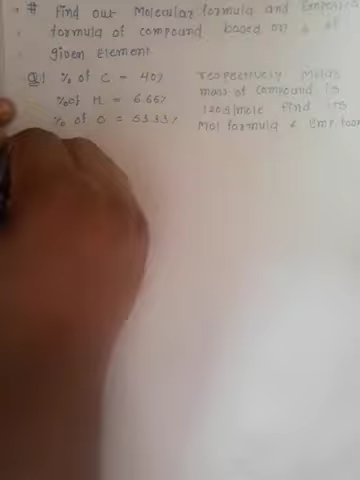 # Find out Molecular formula and Empirical
formula of compound based on % of
given element
Q1 % of C = 40% respectively Molar
% of H = 6.66% mass of compound is
% of O = 53.33% 120g/mole find its
Mol formula & Emp. form